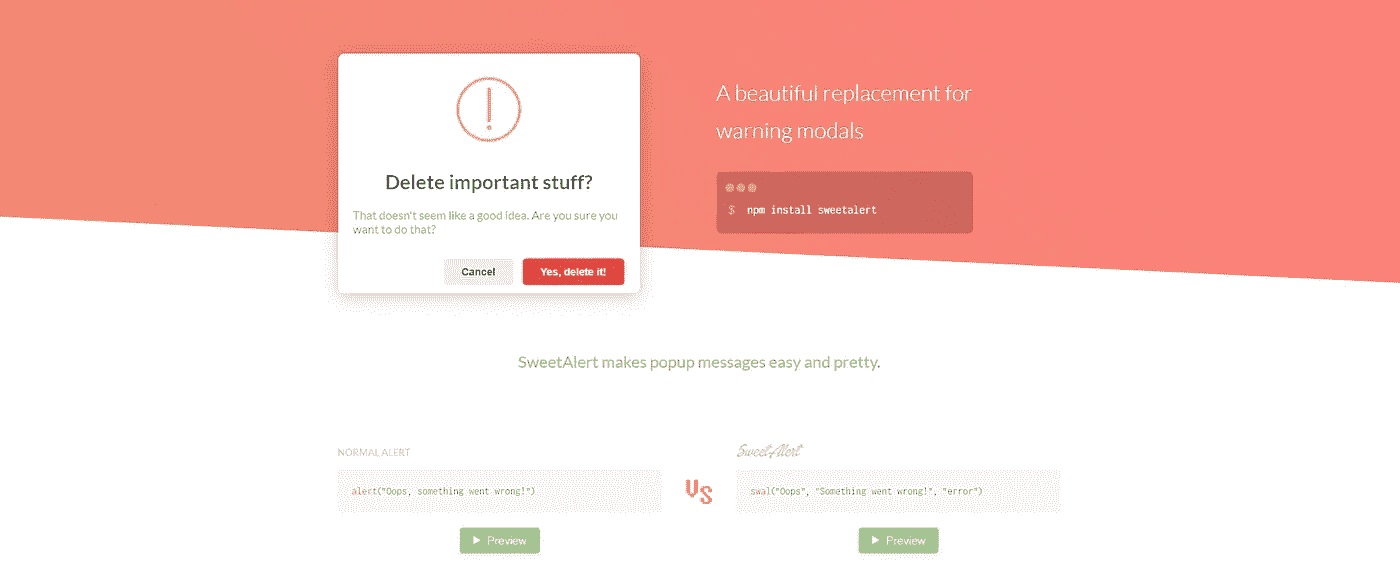 Delete important stuff?
That doesn't seem like a good idea. Are you sure you
want to do that?
Cancel
Yes, delete it!
A beautiful replacement for
warning modals
$ npm install sweetalert
SweetAlert makes popup messages easy and pretty.
NORMAL ALERT
alert("Oops, something went wrong!")
VS
SweetAlert
swal("Oops", "Something went wrong!", "error")
Preview
Preview